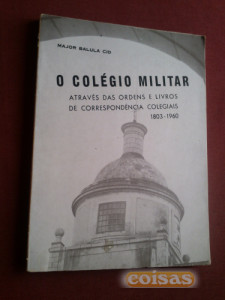 MAJOR BALULA CID
O COLÉGIO MILITAR
ATRAVÉS DAS ORDENS E LIVROS
DE CORRESPONDÊNCIA COLEGIAIS
1803-1960
coisas